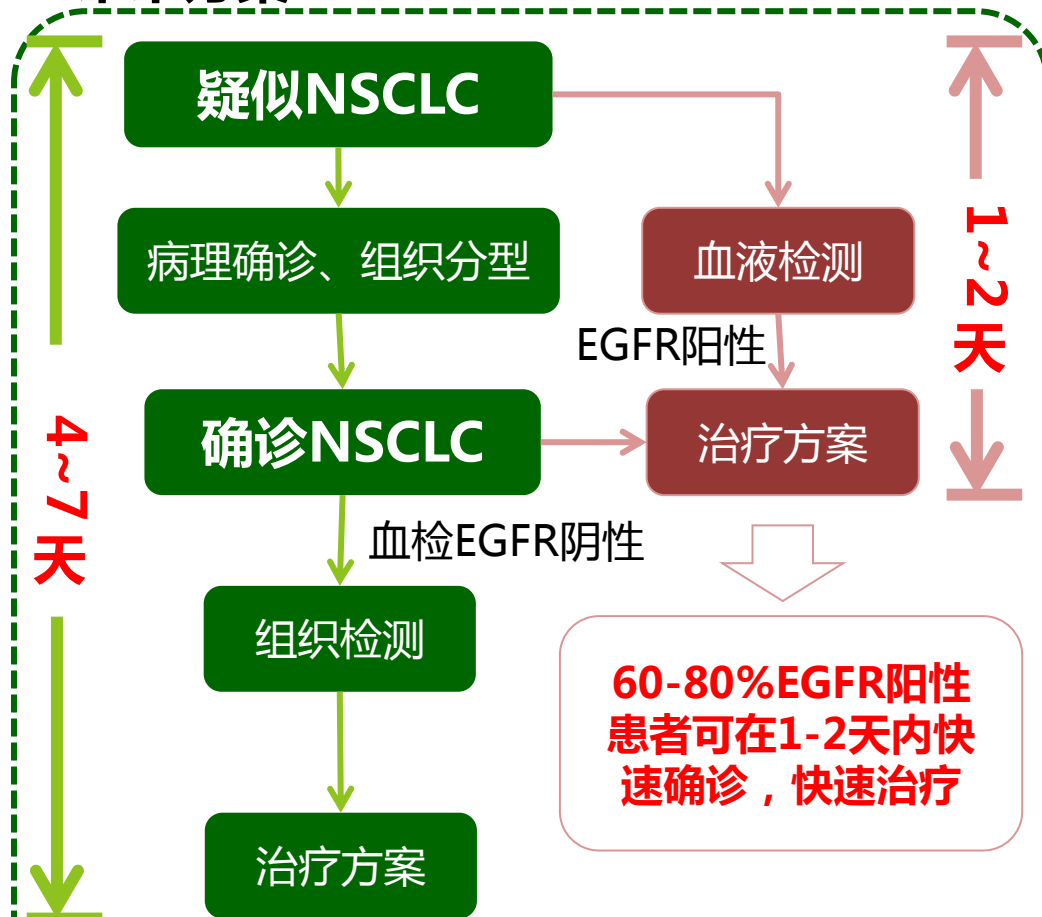 疑似NSCLC
病理确诊、组织分型
血液检测
1~2天
EGFR阳性
确诊NSCLC
治疗方案
4~7天
血检EGFR阴性
组织检测
60-80%EGFR阳性
患者可在1-2天内快
速确诊，快速治疗
治疗方案